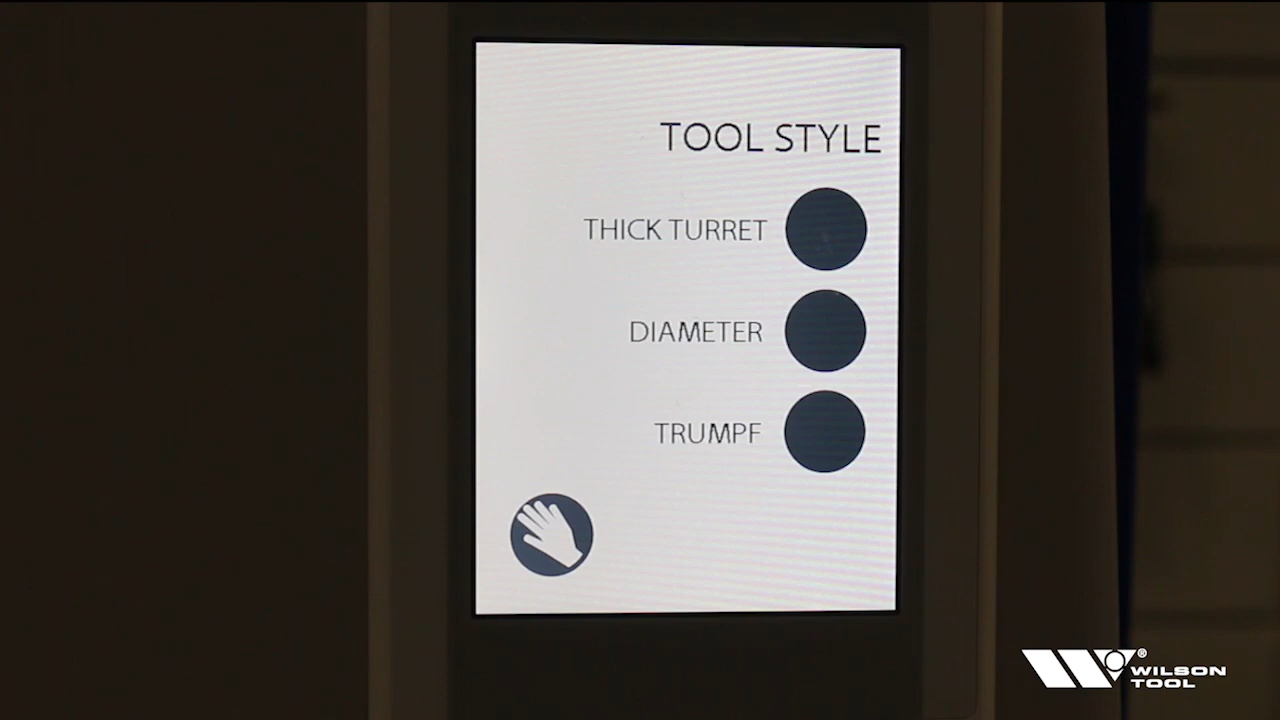 TOOL STYLE
THICK TURRET
DIAMETER
TRUMPF
WILSON
TOOL